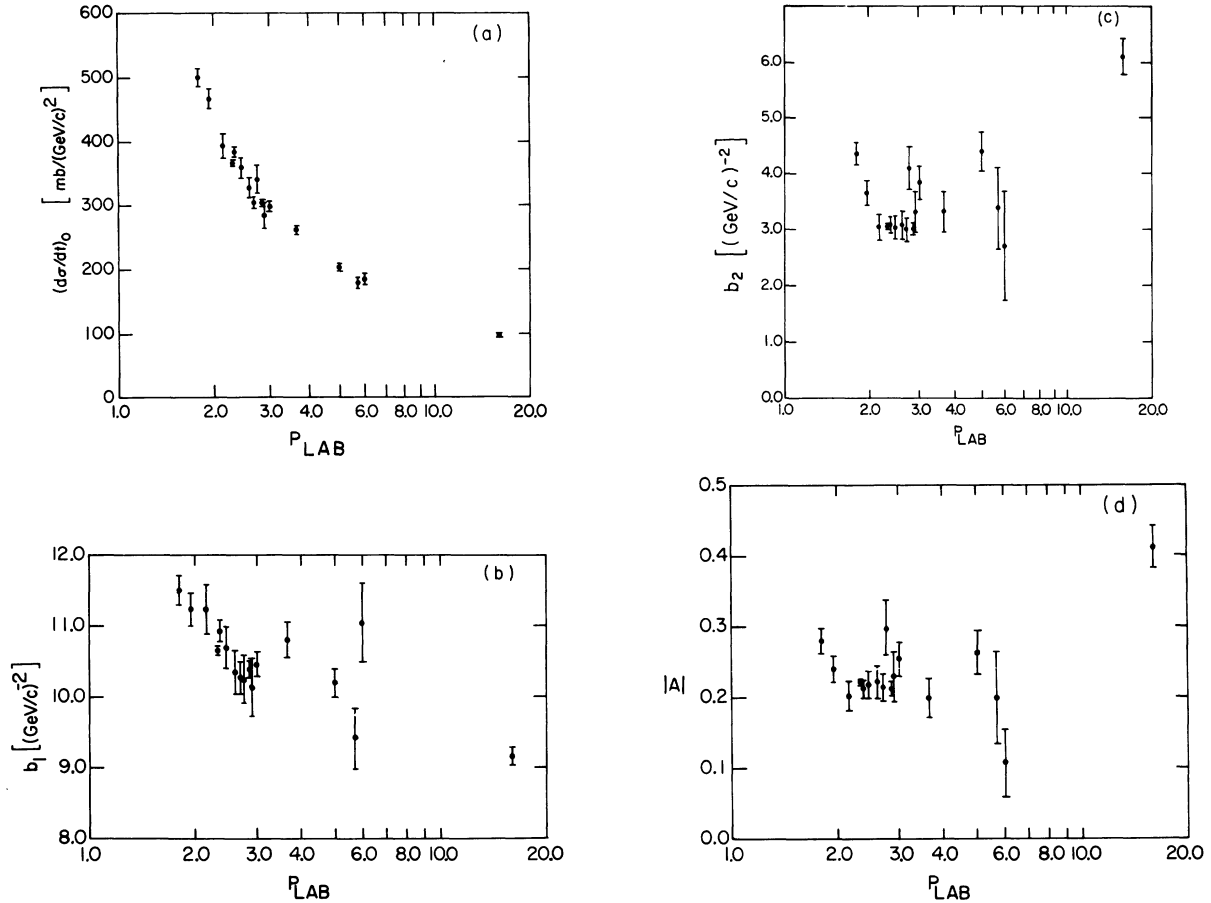 (a)
600
500
400
300
200
100
0
(dσ/dt)₀ [mb/(GeV/c)²]
1.0 2.0 3.0 4.0 6.0 8.0 10.0 20.0
P_LAB
(c)
6.0
5.0
4.0
3.0
2.0
1.0
0.0
b₂ [(GeV/c)⁻²]
1.0 2.0 3.0 4.0 6.0 8.0 10.0 20.0
P_LAB
(b)
12.0
11.0
10.0
9.0
8.0
b₁ [(GeV/c)⁻²]
1.0 2.0 3.0 4.0 6.0 8.0 10.0 20.0
P_LAB
(d)
0.5
0.4
0.3
0.2
0.1
0.0
|A|
1.0 2.0 3.0 4.0 6.0 8.0 10.0 20.0
P_LAB